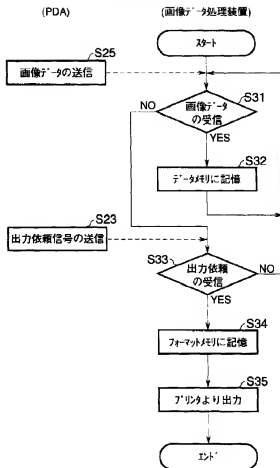 (PDA) (画像ﾃﾞｰﾀ処理装置)
ｽﾀｰﾄ
S25
画像ﾃﾞｰﾀの送信
S31
NO
画像ﾃﾞｰﾀ
の受信
YES
S32
ﾃﾞｰﾀﾒﾓﾘに記憶
S23
出力依頼信号の送信
S33
出力依頼
の受信
NO
YES
S34
ﾌｫｰﾏｯﾄﾒﾓﾘに記憶
S35
ﾌﾟﾘﾝﾀより出力
ｴﾝﾄﾞ